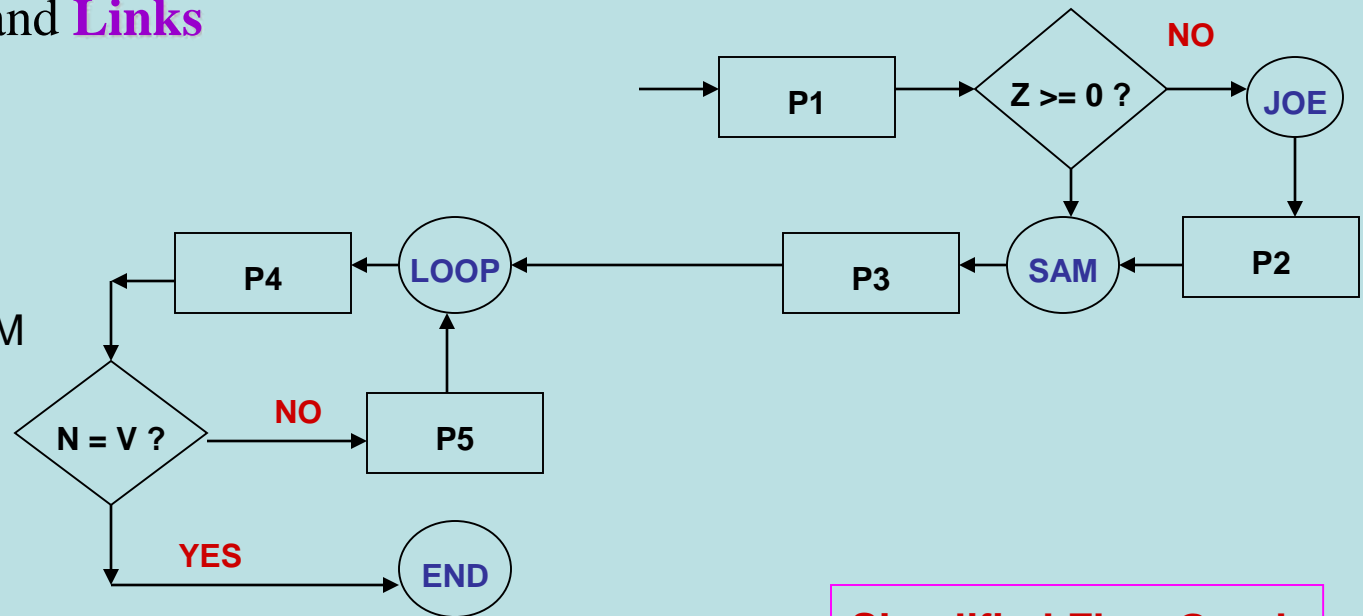 and Links
NO
P1
Z >= 0 ?
JOE
P4
LOOP
P3
SAM
P2
M
N = V ?
NO
P5
YES
END